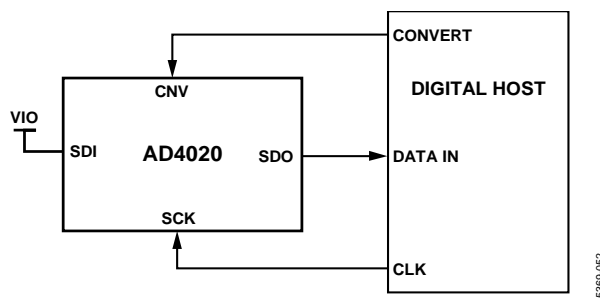 CONVERT
DIGITAL HOST
CNV
VIO
SDI
AD4020
SDO
DATA IN
SCK
CLK